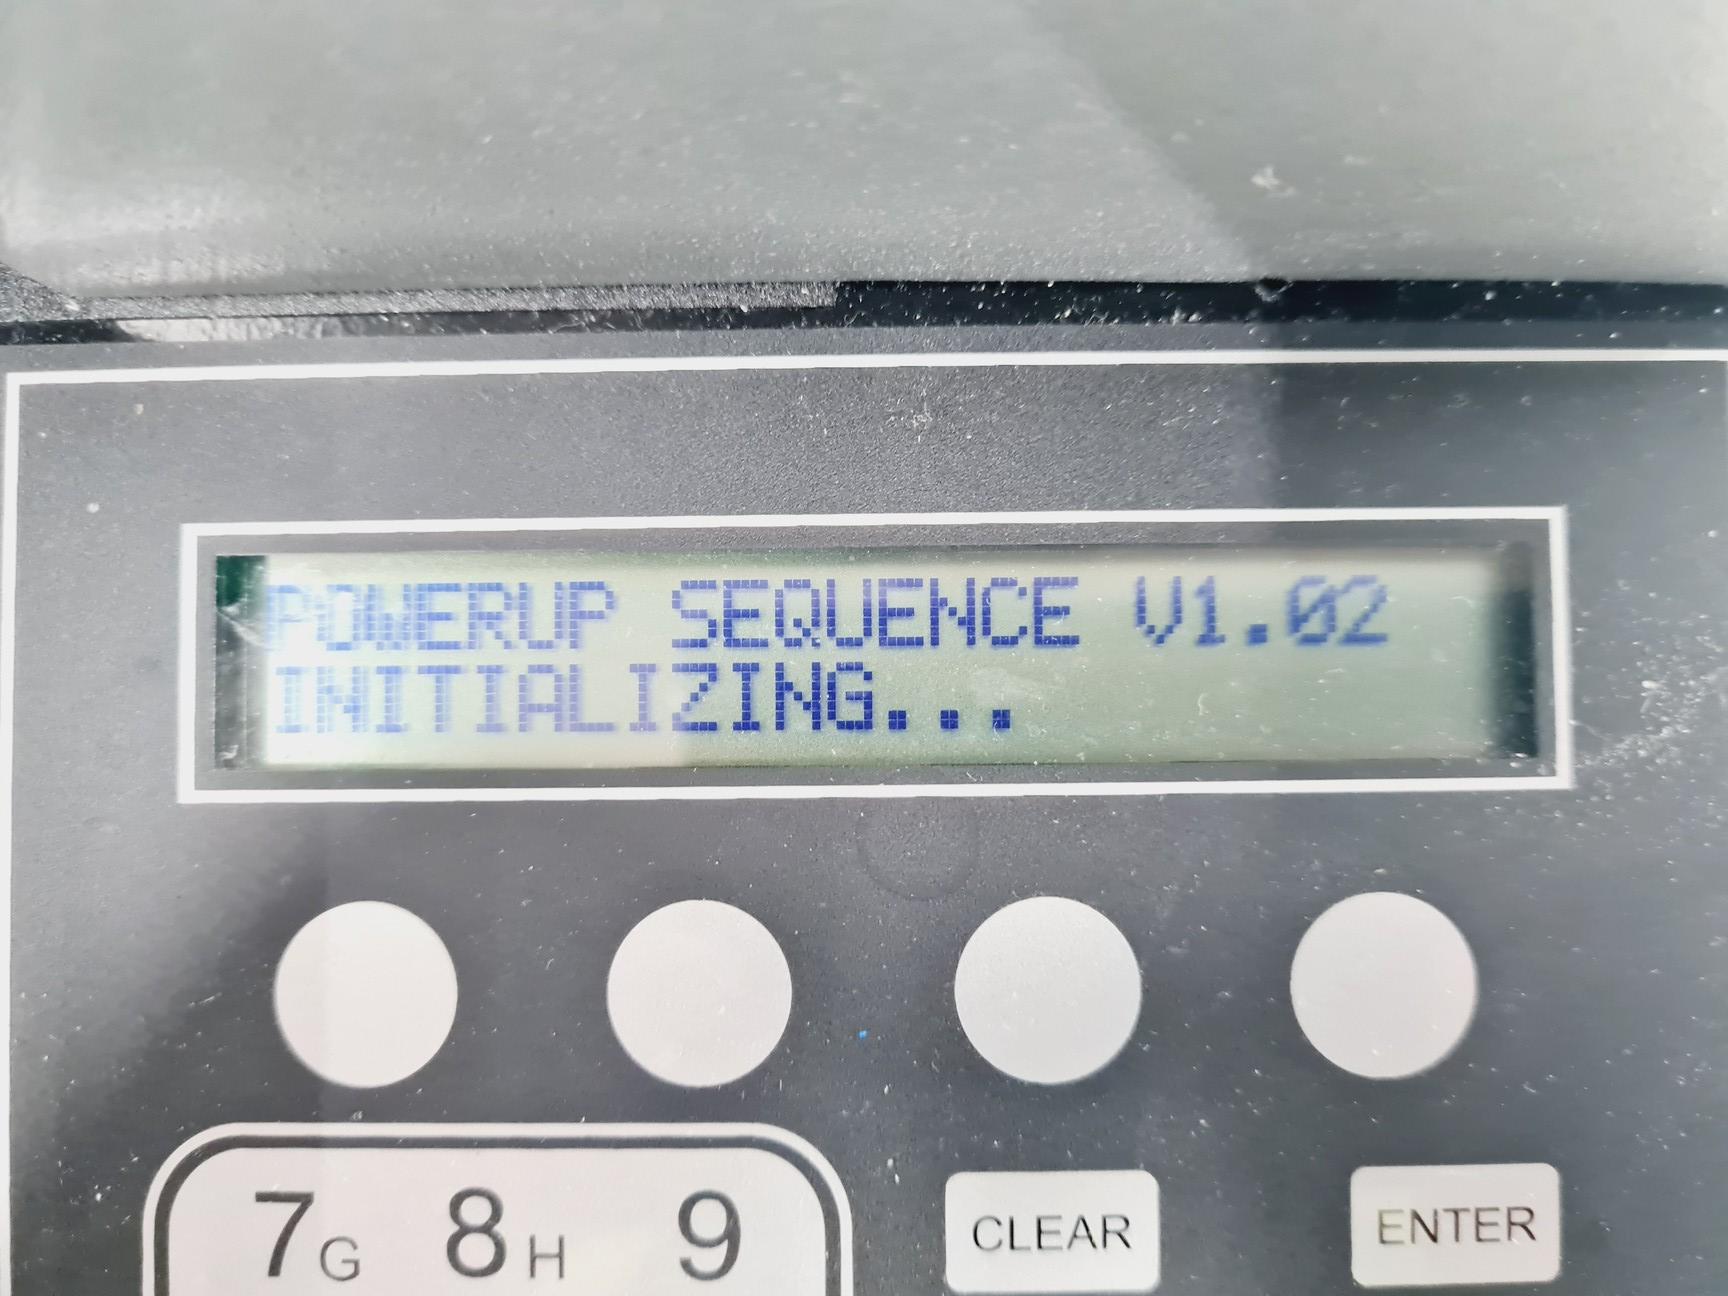 POWERUP SEQUENCE V1.02
INITIALIZING...
7G 8H 9
CLEAR
ENTER